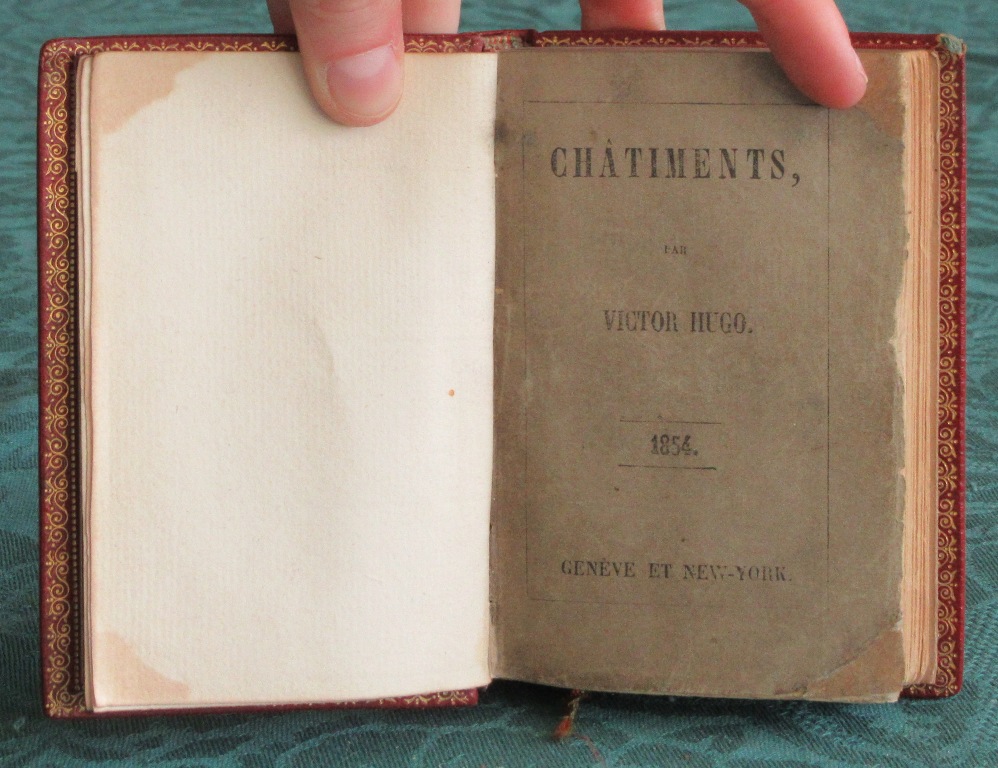 CHÂTIMENTS,
PAR
VICTOR HUGO.
1854.
GENÈVE ET NEW-YORK.